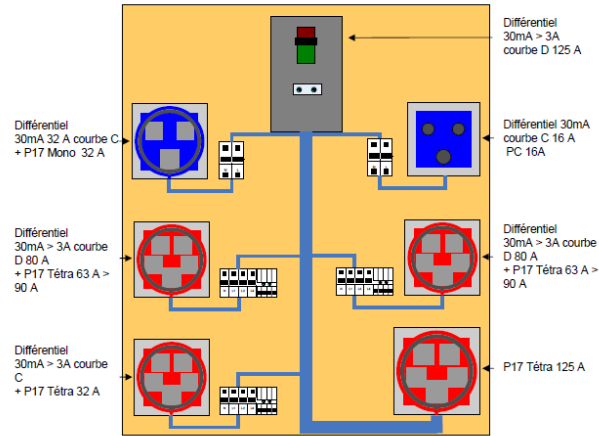 Différentiel
30mA > 3A
courbe D 125 A
Différentiel
30mA 32 A courbe C
+ P17 Mono 32 A
Différentiel 30mA
courbe C 16 A
PC 16A
Différentiel
30mA > 3A courbe
D 80 A
+ P17 Tétra 63 A >
90 A
Différentiel
30mA > 3A courbe
D 80 A
+ P17 Tétra 63 A >
90 A
Différentiel
30mA > 3A courbe
C
+ P17 Tétra 32 A
P17 Tétra 125 A